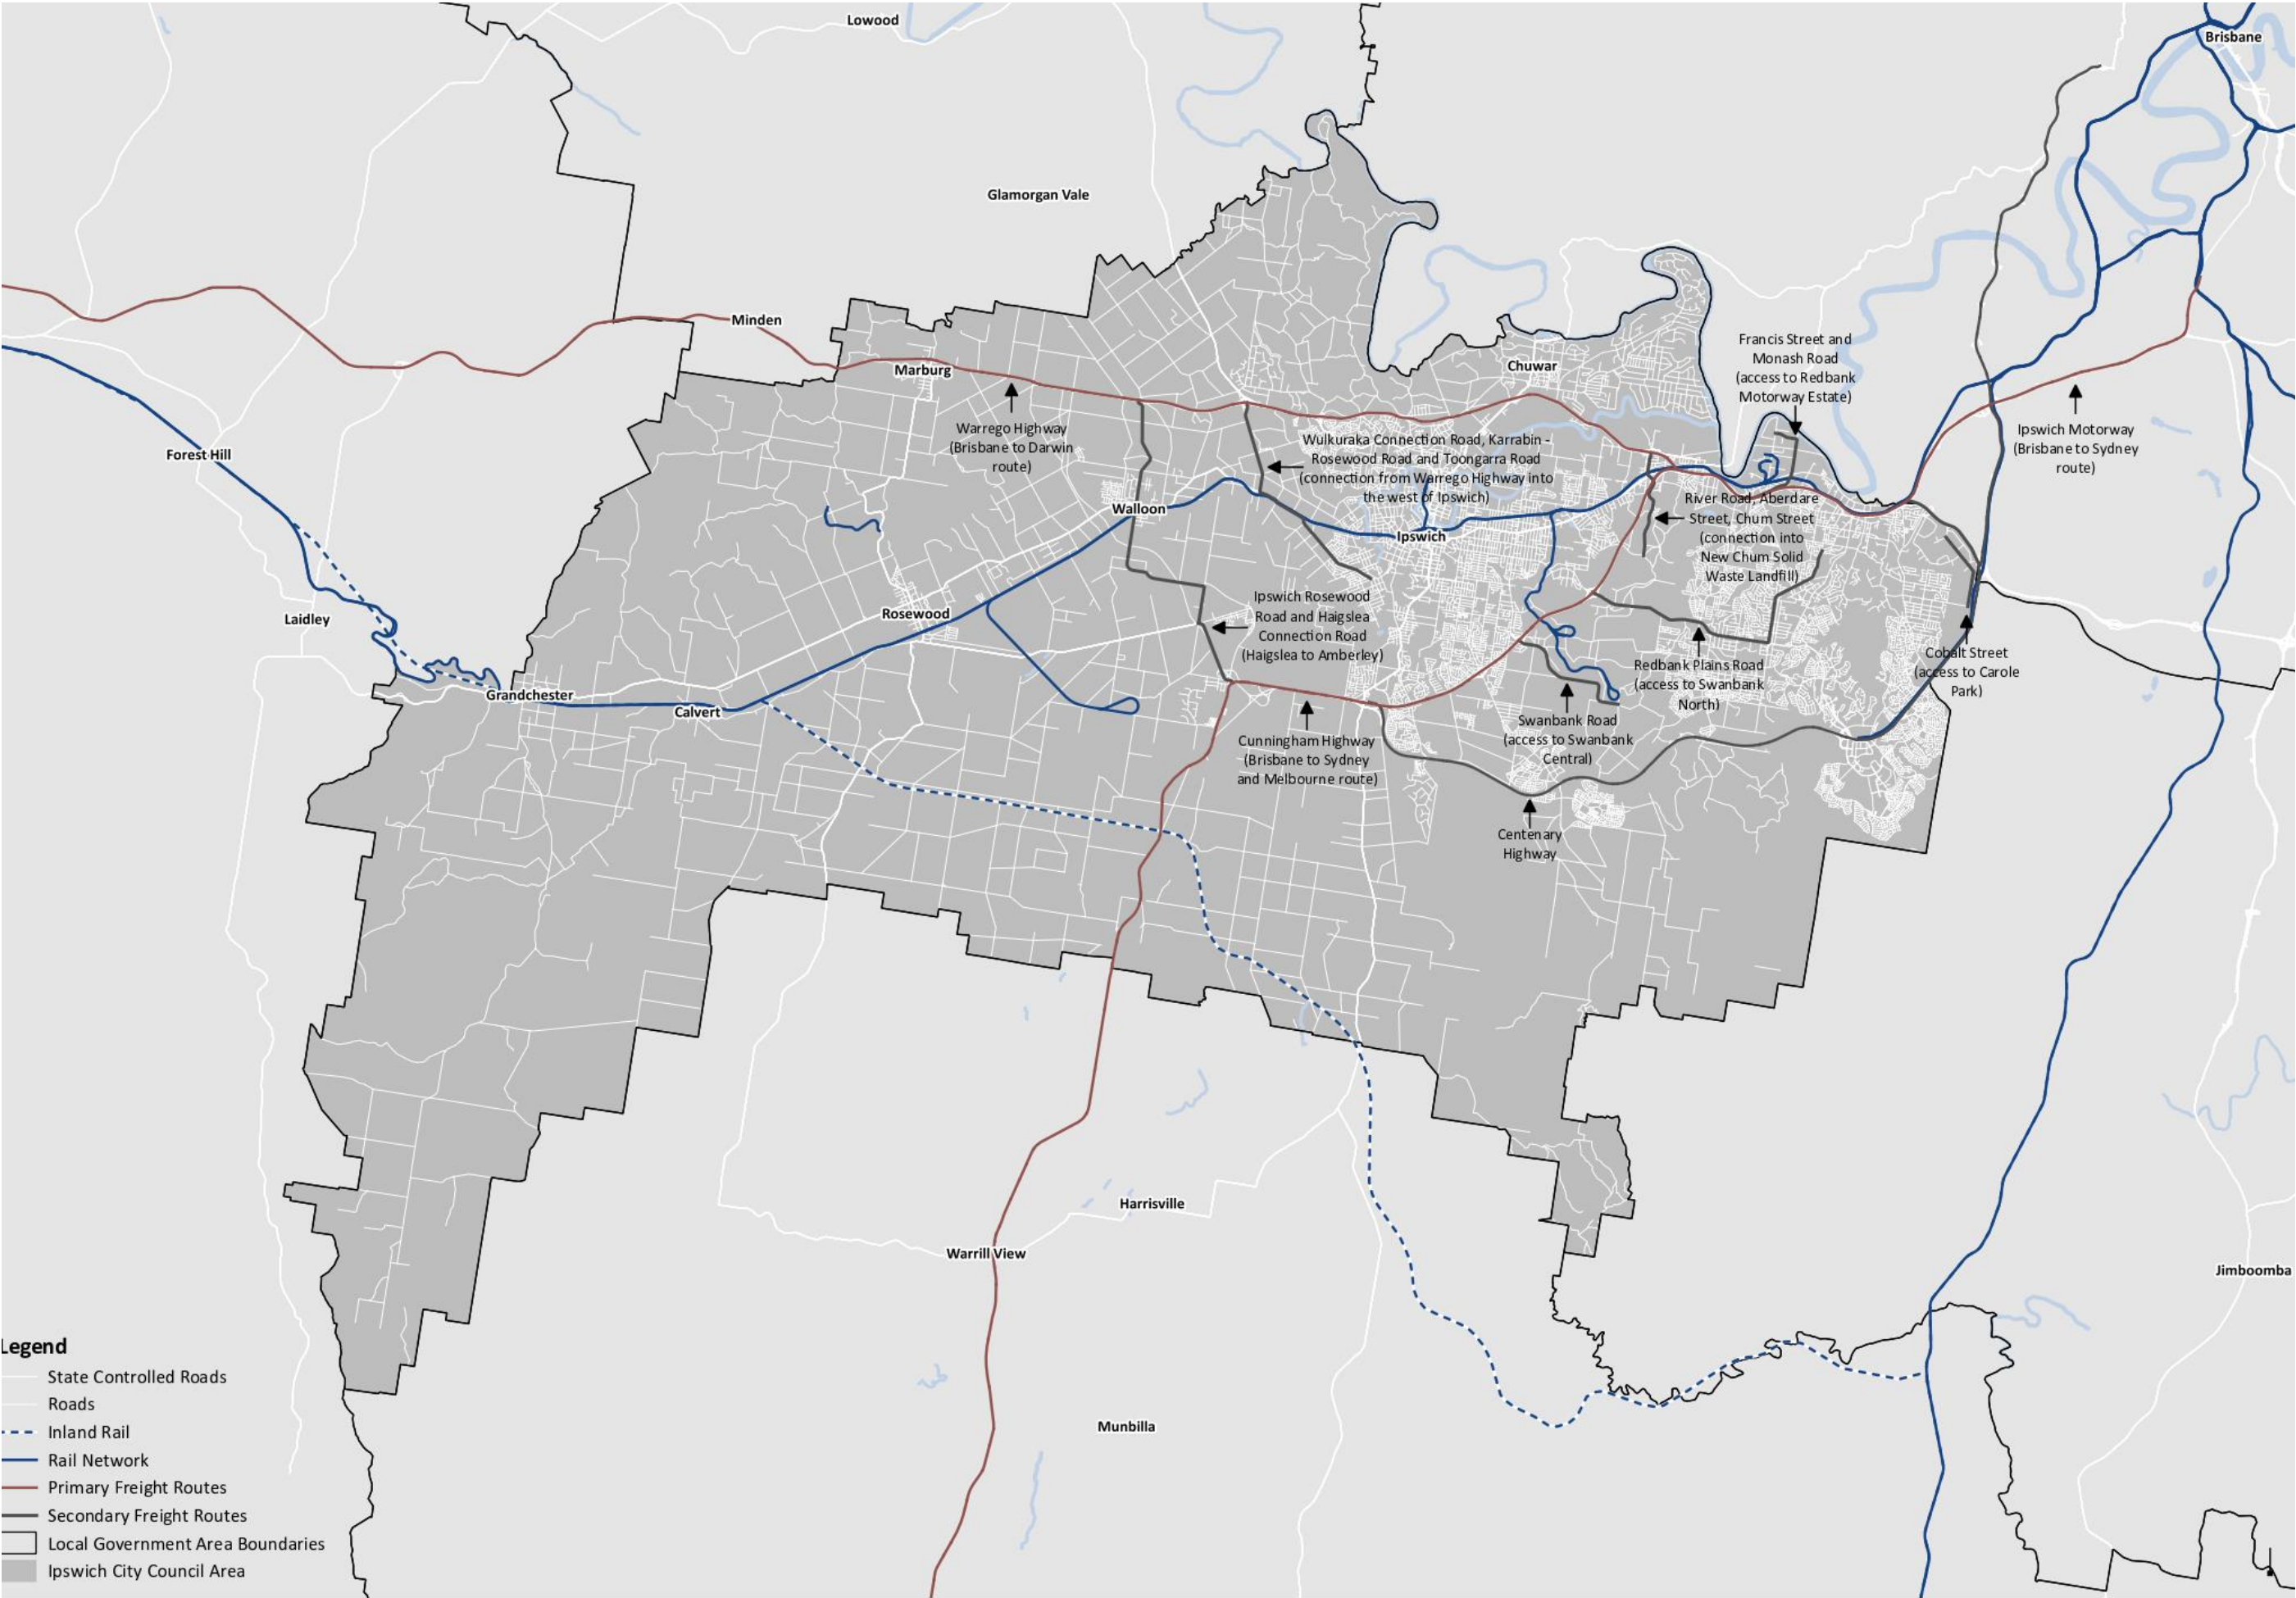 Lowood
Brisbane
Glamorgan Vale
Minden
Marburg
Chuwar
Francis Street and
Monash Road
(access to Redbank
Motorway Estate)
Warrego Highway
(Brisbane to Darwin
route)
Wulkuraka Connection Road, Karrabin -
Rosewood Road and Toongarra Road
(connection from Warrego Highway into
the west of Ipswich)
Ipswich Motorway
(Brisbane to Sydney
route)
Forest Hill
Walloon
Ipswich
River Road, Aberdare
Street, Chum Street
(connection into
New Chum Solid
Waste Landfill)
Laidley
Rosewood
Ipswich Rosewood
Road and Haigslea
Connection Road
(Haigslea to Amberley)
Redbank Plains Road
(access to Swanbank
North)
Cobalt Street
(access to Carole
Park)
Grandchester
Calvert
Cunningham Highway
(Brisbane to Sydney
and Melbourne route)
Swanbank Road
(access to Swanbank
Central)
Centenary
Highway
Harrisville
Warrill View
Jimboomba
Munbilla
Legend
State Controlled Roads
Roads
Inland Rail
Rail Network
Primary Freight Routes
Secondary Freight Routes
Local Government Area Boundaries
Ipswich City Council Area